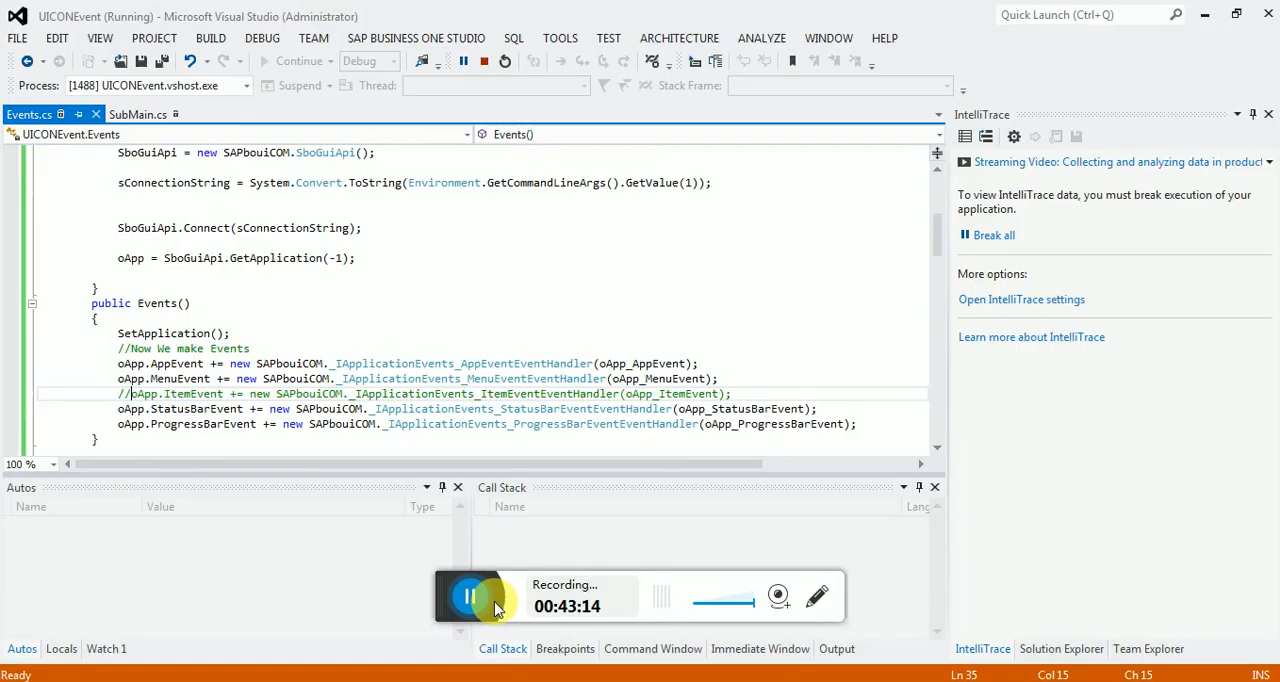 UICONEvent (Running) - Microsoft Visual Studio (Administrator)
Quick Launch (Ctrl+Q)
FILE EDIT VIEW PROJECT BUILD DEBUG TEAM SAP BUSINESS ONE STUDIO SQL TOOLS TEST ARCHITECTURE ANALYZE WINDOW HELP
Continue Debug
Process: [1488] UICONEvent.vshost.exe Suspend Thread: Stack Frame:
Events.cs SubMain.cs
UICONEvent.Events Events()
SboGuiApi = new SAPbouiCOM.SboGuiApi();
sConnectionString = System.Convert.ToString(Environment.GetCommandLineArgs().GetValue(1));
SboGuiApi.Connect(sConnectionString);
oApp = SboGuiApi.GetApplication(-1);
}
public Events()
{
SetApplication();
//Now We make Events
oApp.AppEvent += new SAPbouiCOM._IApplicationEvents_AppEventEventHandler(oApp_AppEvent);
oApp.MenuEvent += new SAPbouiCOM._IApplicationEvents_MenuEventEventHandler(oApp_MenuEvent);
//oApp.ItemEvent += new SAPbouiCOM._IApplicationEvents_ItemEventEventHandler(oApp_ItemEvent);
oApp.StatusBarEvent += new SAPbouiCOM._IApplicationEvents_StatusBarEventEventHandler(oApp_StatusBarEvent);
oApp.ProgressBarEvent += new SAPbouiCOM._IApplicationEvents_ProgressBarEventEventHandler(oApp_ProgressBarEvent);
}
100 %
IntelliTrace
Streaming Video: Collecting and analyzing data in product
To view IntelliTrace data, you must break execution of your
application.
Break all
More options:
Open IntelliTrace settings
Learn more about IntelliTrace
Autos
Name Value Type
Call Stack
Name Lang
Recording...
00:43:14
Autos Locals Watch 1
Call Stack Breakpoints Command Window Immediate Window Output
IntelliTrace Solution Explorer Team Explorer
Ready Ln 35 Col 15 Ch 15 INS